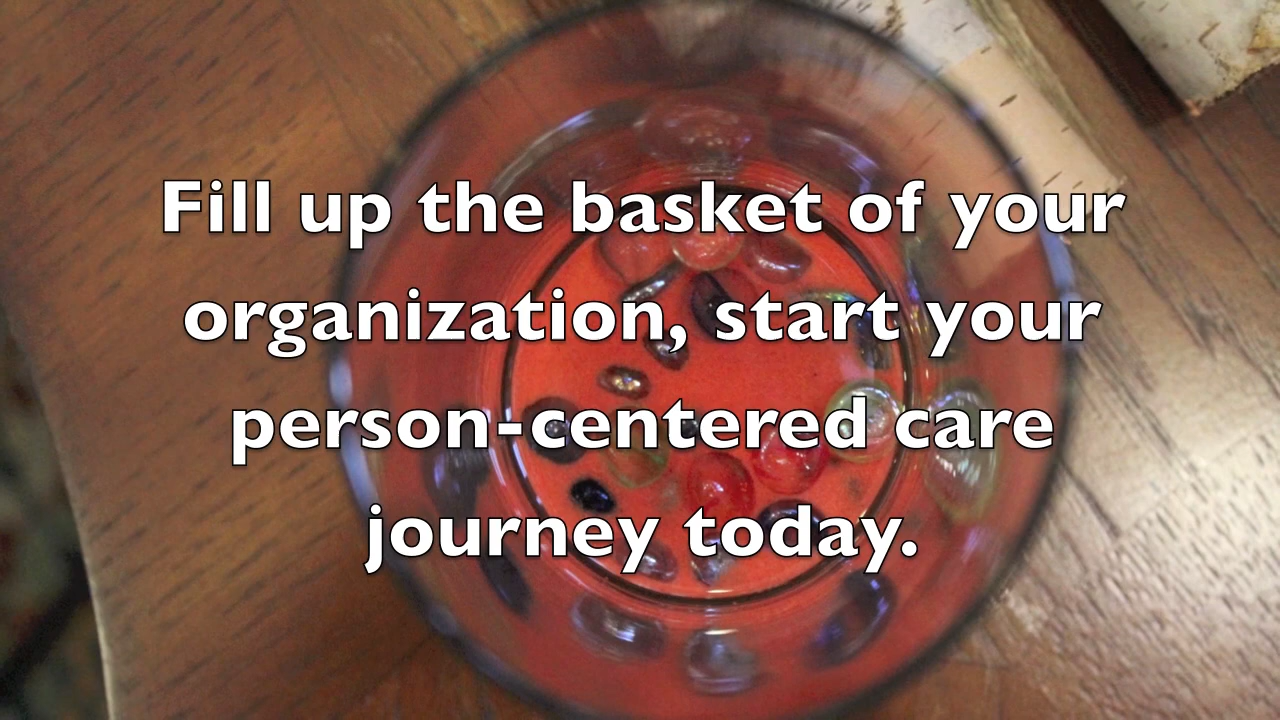 Fill up the basket of your
organization, start your
person-centered care
journey today.